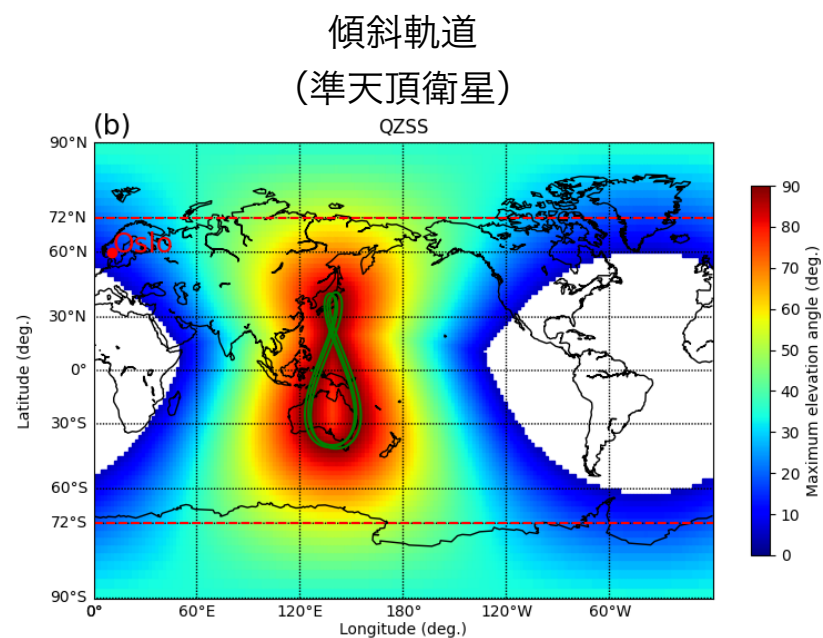 傾斜軌道
（準天頂衛星）
(b)
QZSS
90°N
72°N
60°N
30°N
0°
30°S
60°S
72°S
90°S
Latitude (deg.)
Oslo
0°
60°E
120°E
180°
120°W
60°W
Longitude (deg.)
90
80
70
60
50
40
30
20
10
0
Maximum elevation angle (deg.)